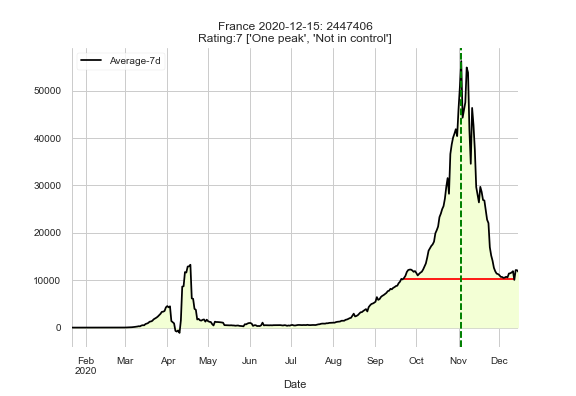 France 2020-12-15: 2447406
Rating:7 ['One peak', 'Not in control']
Average-7d
50000
40000
30000
20000
10000
0
Feb Mar Apr May Jun Jul Aug Sep Oct Nov Dec
2020
Date